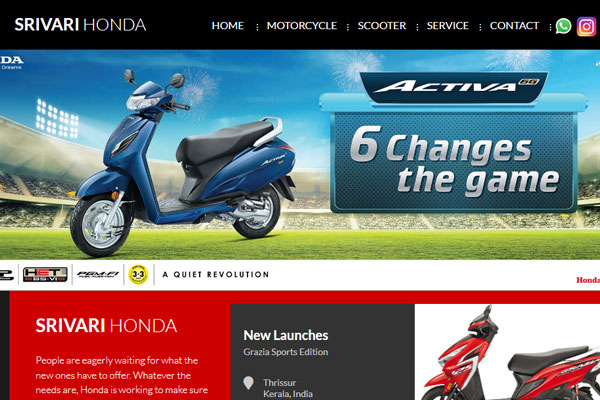 SRIVARI HONDA
HOME
MOTORCYCLE
SCOOTER
SERVICE
CONTACT
DA
Dreams
ACTIVA 6G
6 Changes
the game
HET
BS-VI
PGM-FI
3+3
A QUIET REVOLUTION
Honda
SRIVARI HONDA
New Launches
Grazia Sports Edition
Thrissur
Kerala, India
People are eagerly waiting for what the
new ones have to offer. Whatever the
needs are, Honda is working to make sure